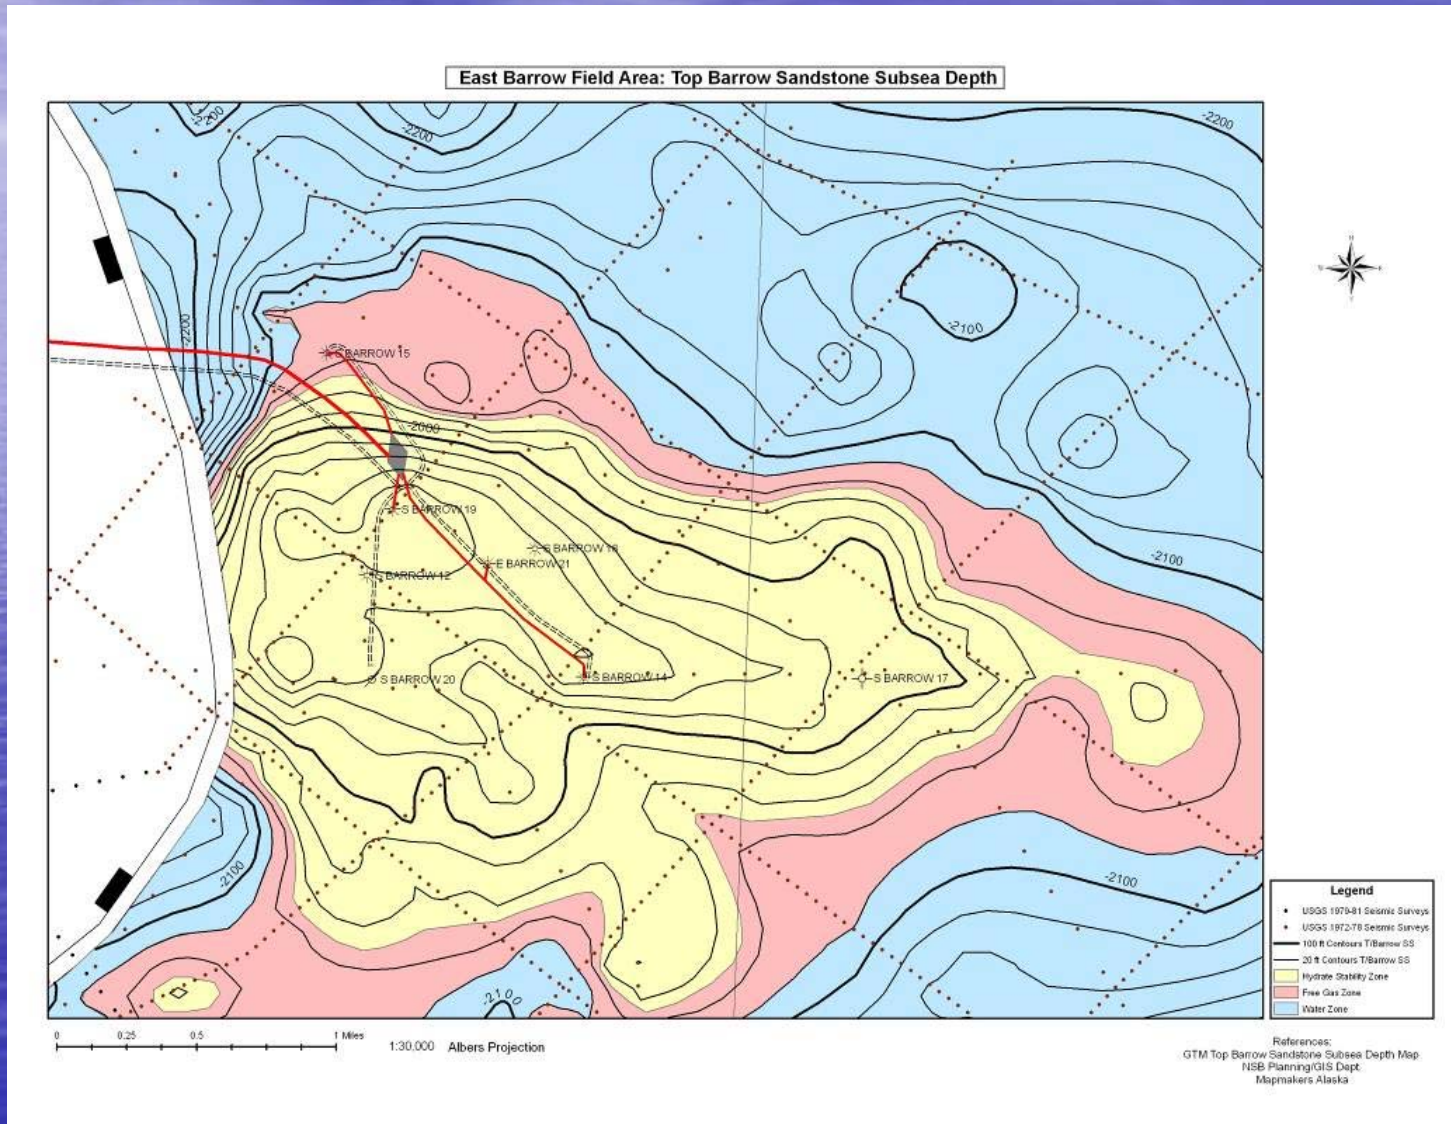 East Barrow Field Area: Top Barrow Sandstone Subsea Depth
-2200
-2200
-2200
-2200
-2100
S BARROW 15
-2000
S BARROW 19
S BARROW 18
E BARROW 21
-2100
S BARROW 12
S BARROW 20
S BARROW 14
S BARROW 17
-2100
-2100
-2100
Legend
USGS 1979-81 Seismic Surveys
USGS 1972-78 Seismic Surveys
100 ft Contours T/Barrow SS
20 ft Contours T/Barrow SS
Hydrate Stability Zone
Free Gas Zone
Water Zone
0 0.25 0.5 1 Miles
1:30,000 Albers Projection
References:
GTM Top Barrow Sandstone Subsea Depth Map
NSB Planning/GIS Dept
Mapmakers Alaska